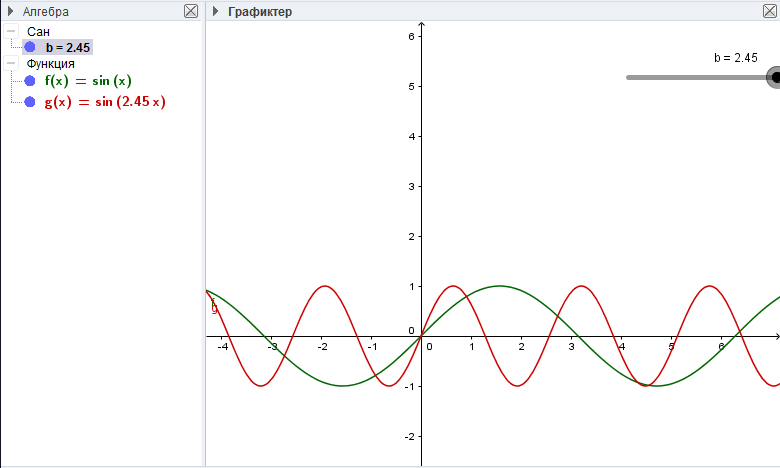 Алгебра
Сан
b = 2.45
Функция
f(x) = sin (x)
g(x) = sin (2.45 x)
Графиктер
b = 2.45
6
5
4
3
2
1
0
-1
-2
-4 -3 -2 -1 0 1 2 3 4 5 6
f
g